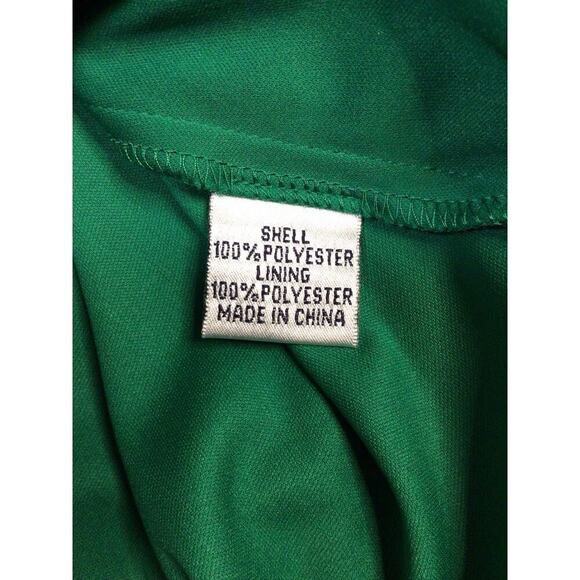 SHELL
100%POLYESTER
LINING
100%POLYESTER
MADE IN CHINA